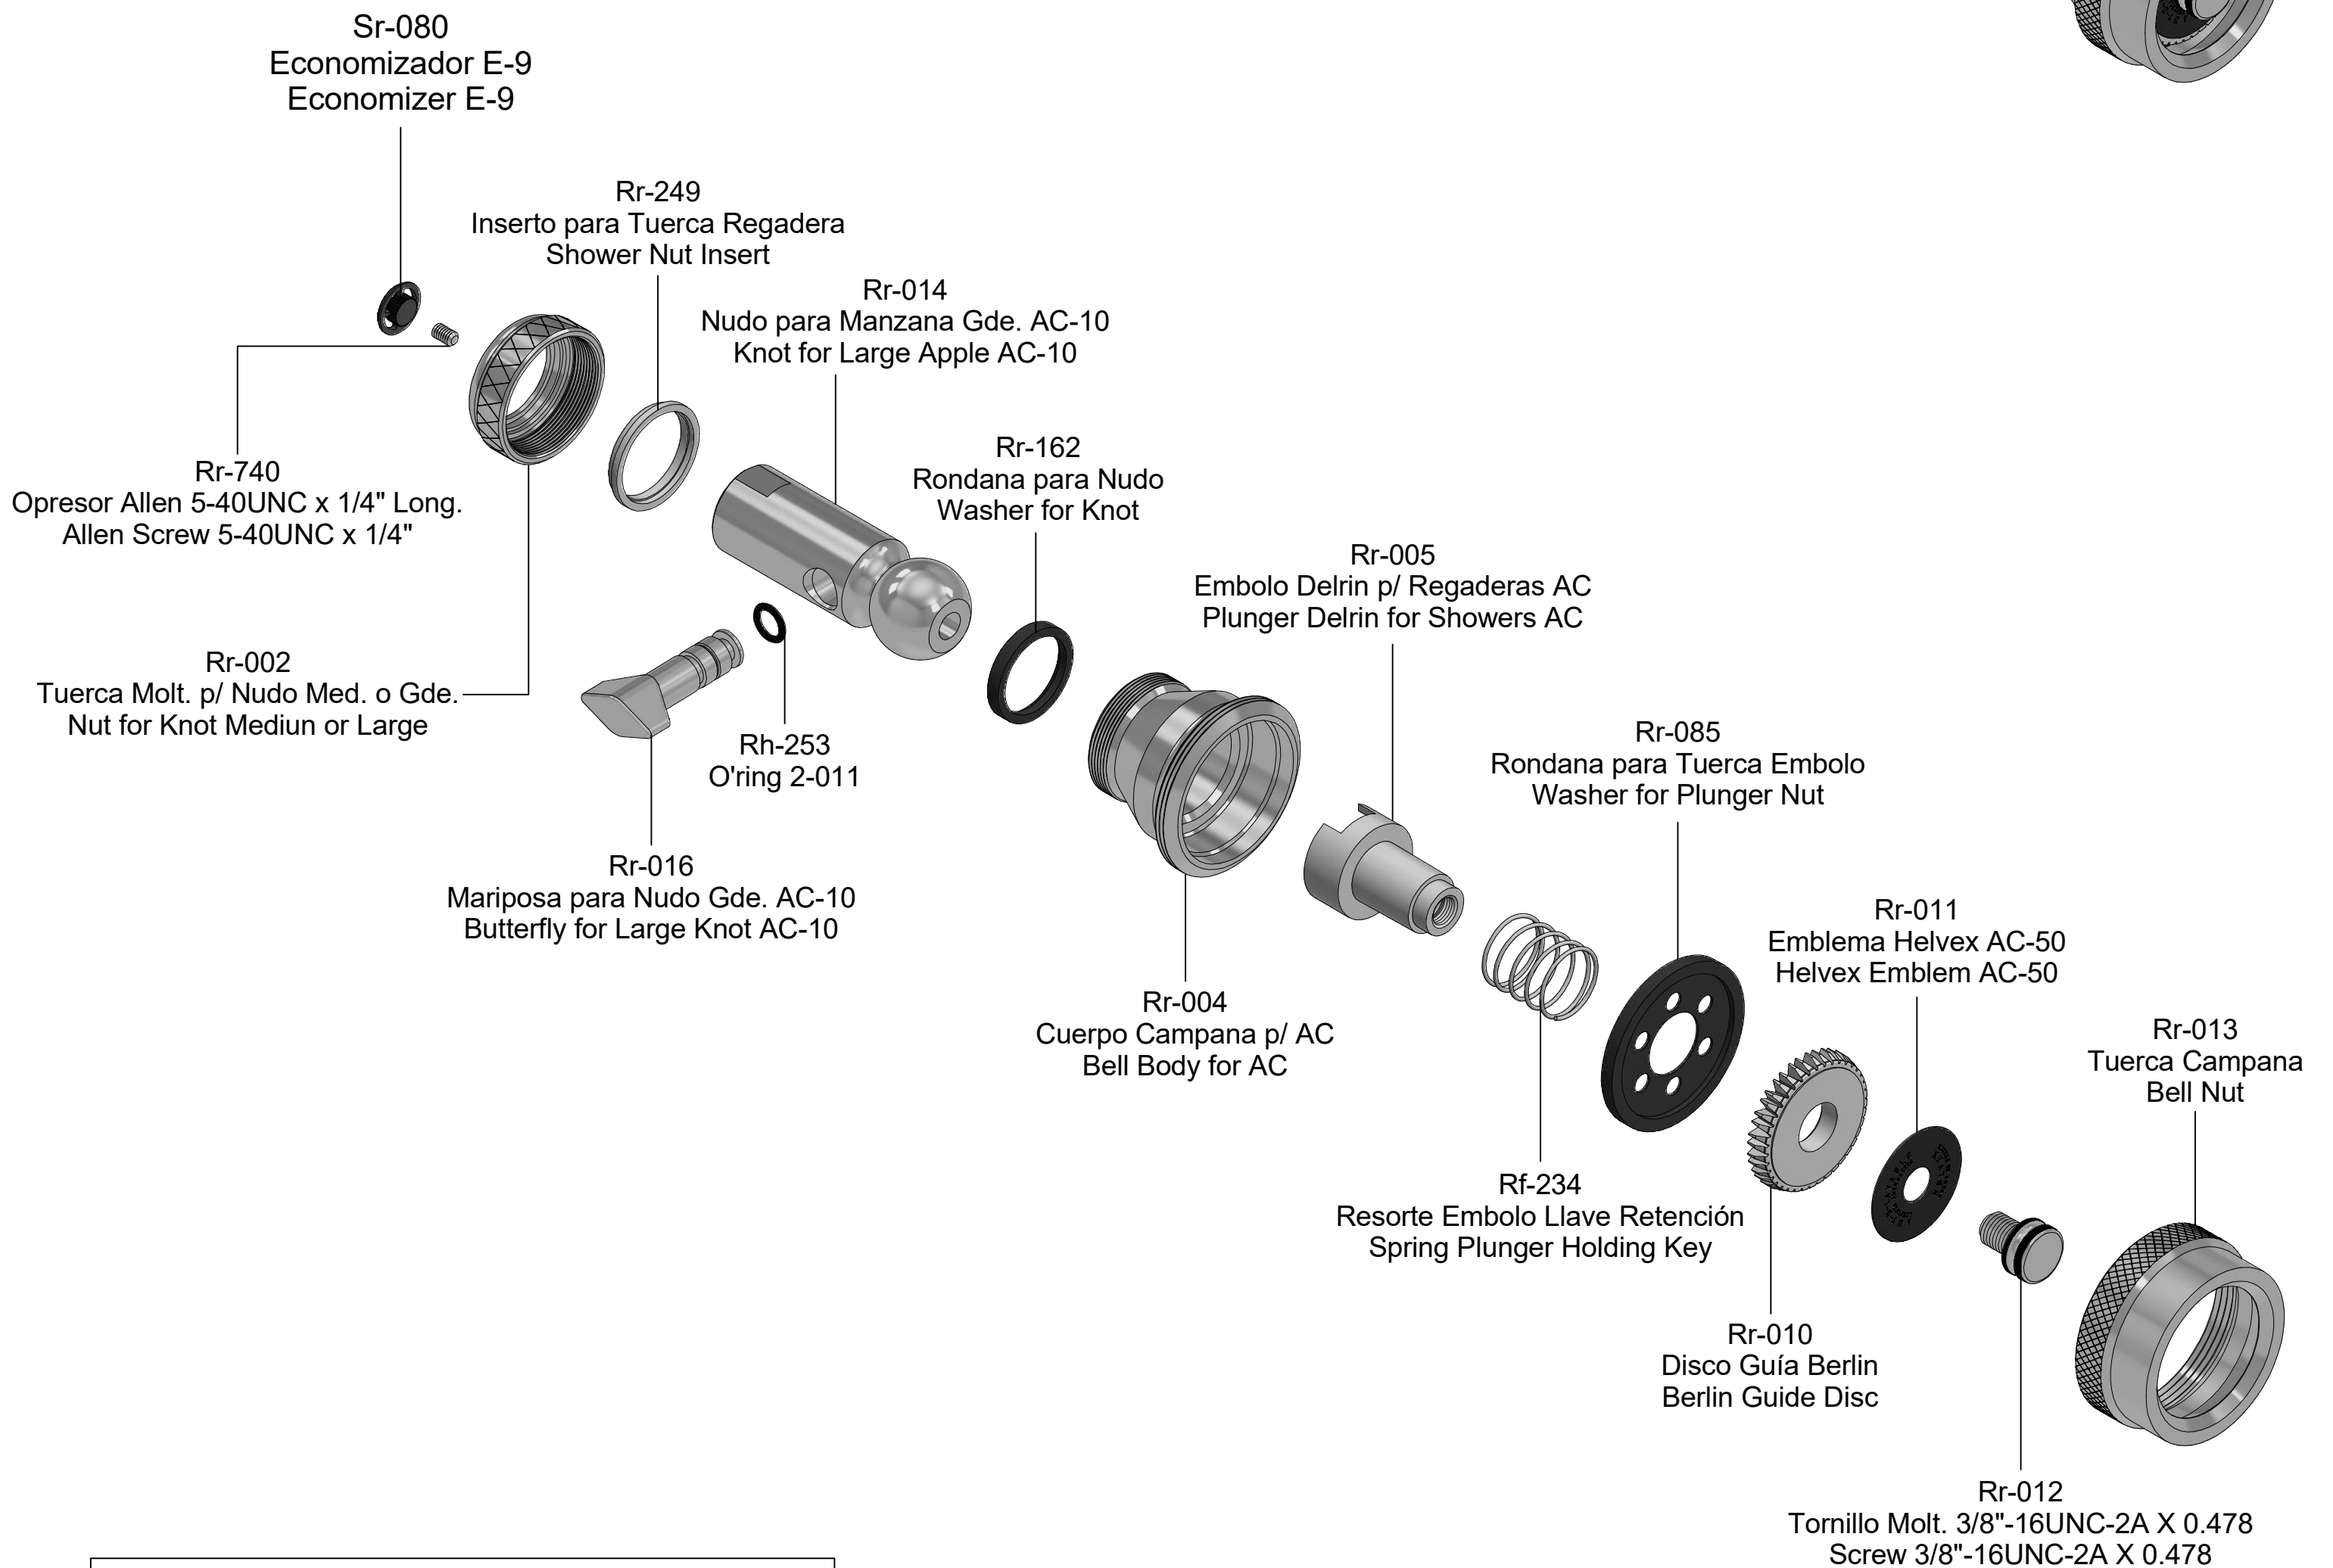 Sr-080
Economizador E-9
Economizer E-9
Rr-249
Inserto para Tuerca Regadera
Shower Nut Insert
Rr-014
Nudo para Manzana Gde. AC-10
Knot for Large Apple AC-10
Rr-162
Rondana para Nudo
Washer for Knot
Rr-740
Opresor Allen 5-40UNC x 1/4" Long.
Allen Screw 5-40UNC x 1/4"
Rr-005
Embolo Delrin p/ Regaderas AC
Plunger Delrin for Showers AC
Rr-002
Tuerca Molt. p/ Nudo Med. o Gde.
Nut for Knot Mediun or Large
Rh-253
O'ring 2-011
Rr-085
Rondana para Tuerca Embolo
Washer for Plunger Nut
Rr-016
Mariposa para Nudo Gde. AC-10
Butterfly for Large Knot AC-10
Rr-011
Emblema Helvex AC-50
Helvex Emblem AC-50
Rr-004
Cuerpo Campana p/ AC
Bell Body for AC
Rr-013
Tuerca Campana
Bell Nut
Rf-234
Resorte Embolo Llave Retención
Spring Plunger Holding Key
Rr-010
Disco Guía Berlin
Berlin Guide Disc
Rr-012
Tornillo Molt. 3/8"-16UNC-2A X 0.478
Screw 3/8"-16UNC-2A X 0.478